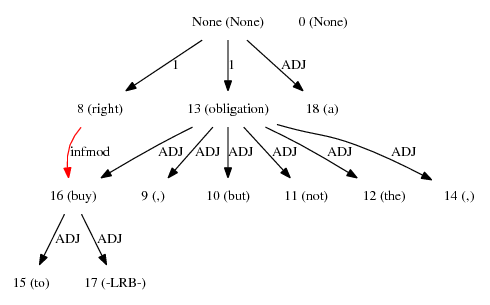 None (None) 0 (None)
1 1 ADJ
8 (right) 13 (obligation) 18 (a)
infmod ADJ ADJ ADJ ADJ ADJ ADJ
16 (buy) 9 (,) 10 (but) 11 (not) 12 (the) 14 (,)
ADJ ADJ
15 (to) 17 (-LRB-)